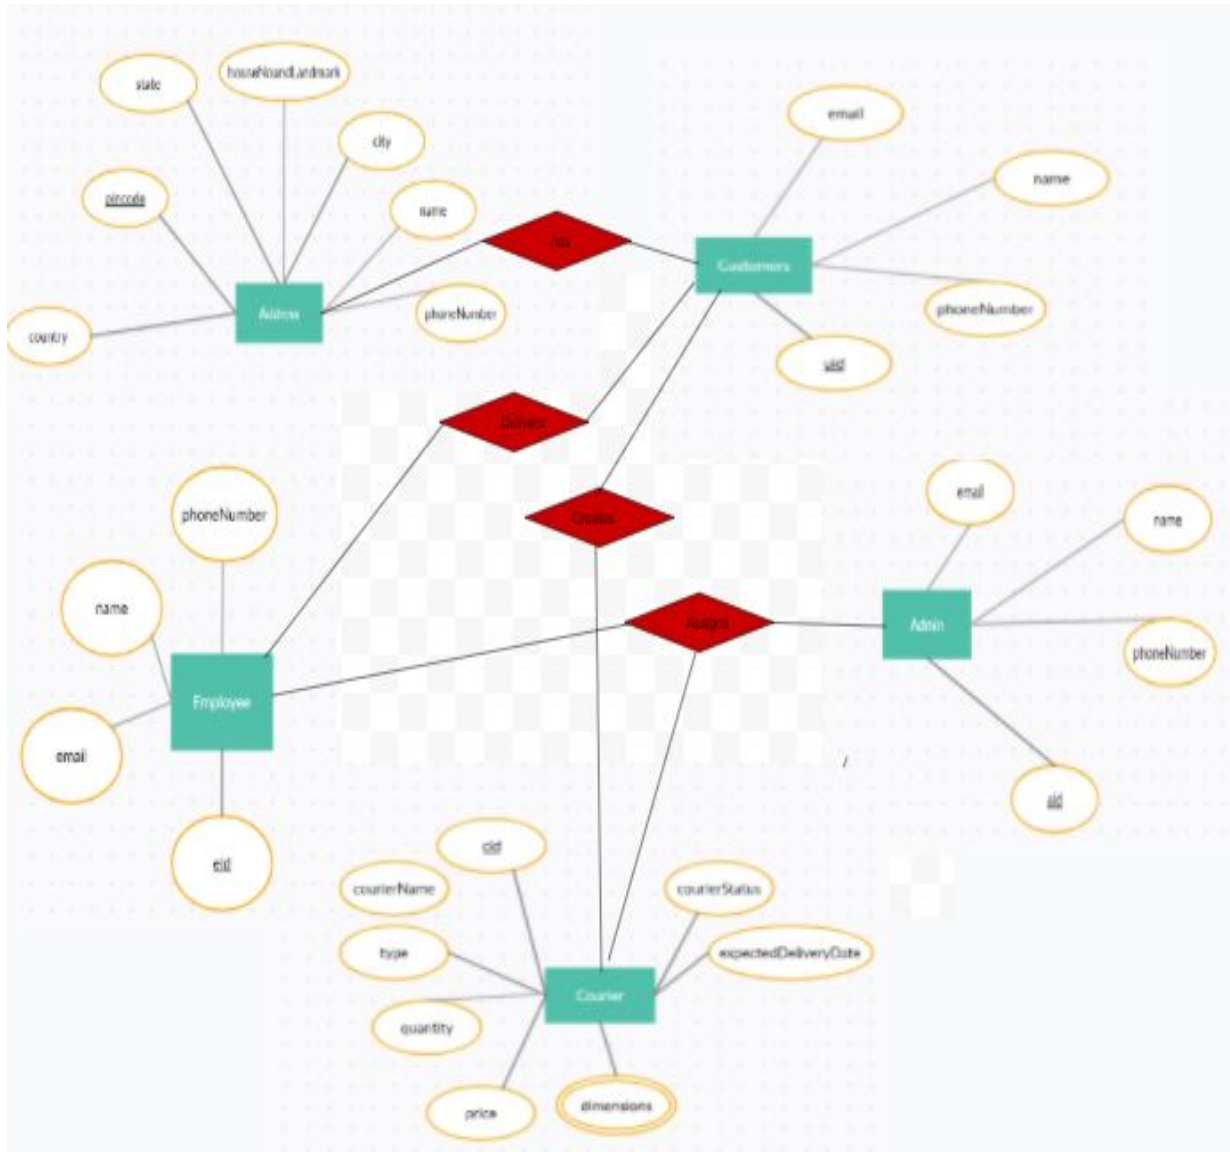 houseNoandLandmark
state
city
pincode
name
country
Address
phoneNumber
Has
email
name
Customers
phoneNumber
uid
Delivers
Creates
Assigns
phoneNumber
name
Employee
email
eid
email
name
Admin
phoneNumber
aid
/
cid
courierName
courierStatus
type
expectedDeliveryDate
Courier
quantity
price
dimensions